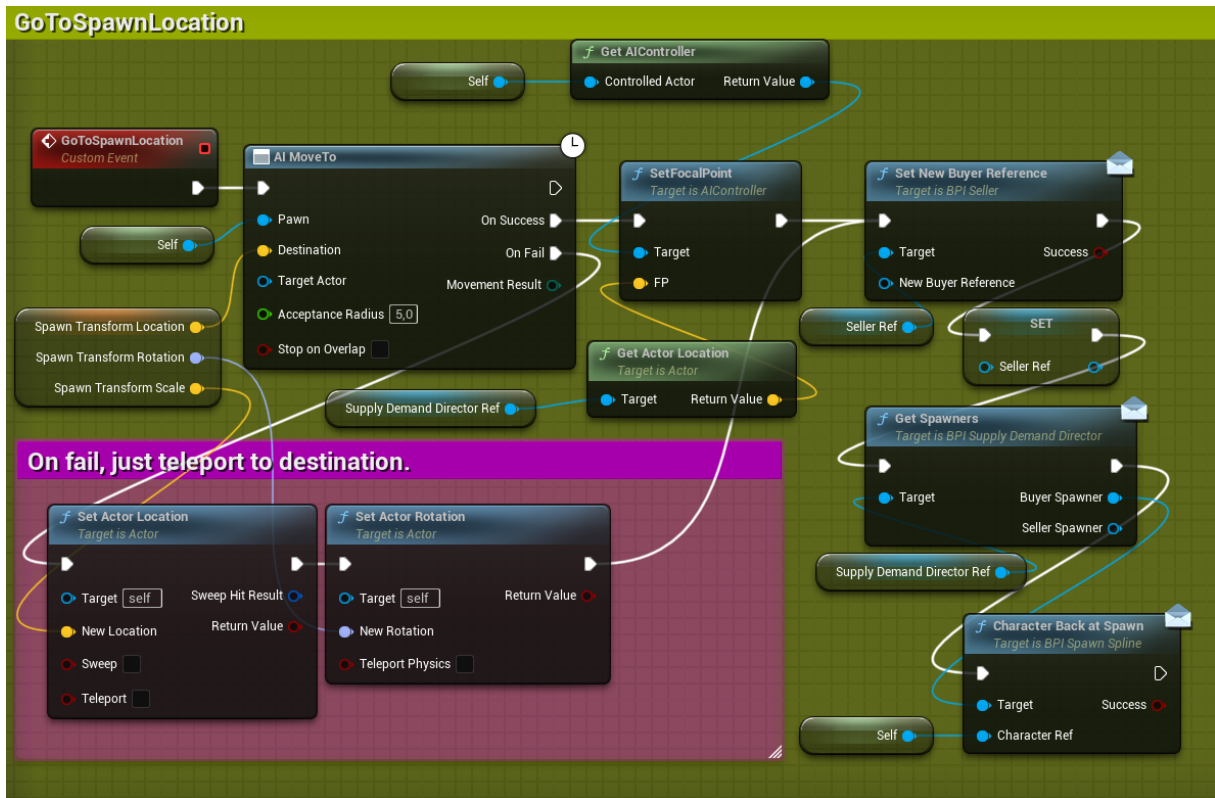 GoToSpawnLocation
f Get AIController
Self
Controlled Actor Return Value
GoToSpawnLocation
Custom Event
AI MoveTo
Pawn On Success
Destination On Fail
Target Actor Movement Result
Acceptance Radius 5,0
Stop on Overlap
Self
Spawn Transform Location
Spawn Transform Rotation
Spawn Transform Scale
f SetFocalPoint
Target is AIController
Target
FP
f Set New Buyer Reference
Target is BPI Seller
Target Success
New Buyer Reference
Seller Ref
SET
Seller Ref
f Get Actor Location
Target is Actor
Target Return Value
Supply Demand Director Ref
f Get Spawners
Target is BPI Supply Demand Director
Target Buyer Spawner
Seller Spawner
Supply Demand Director Ref
On fail, just teleport to destination.
f Set Actor Location
Target is Actor
Target self Sweep Hit Result
New Location Return Value
Sweep
Teleport
f Set Actor Rotation
Target is Actor
Target self Return Value
New Rotation
Teleport Physics
f Character Back at Spawn
Target is BPI Spawn Spline
Target Success
Character Ref
Self